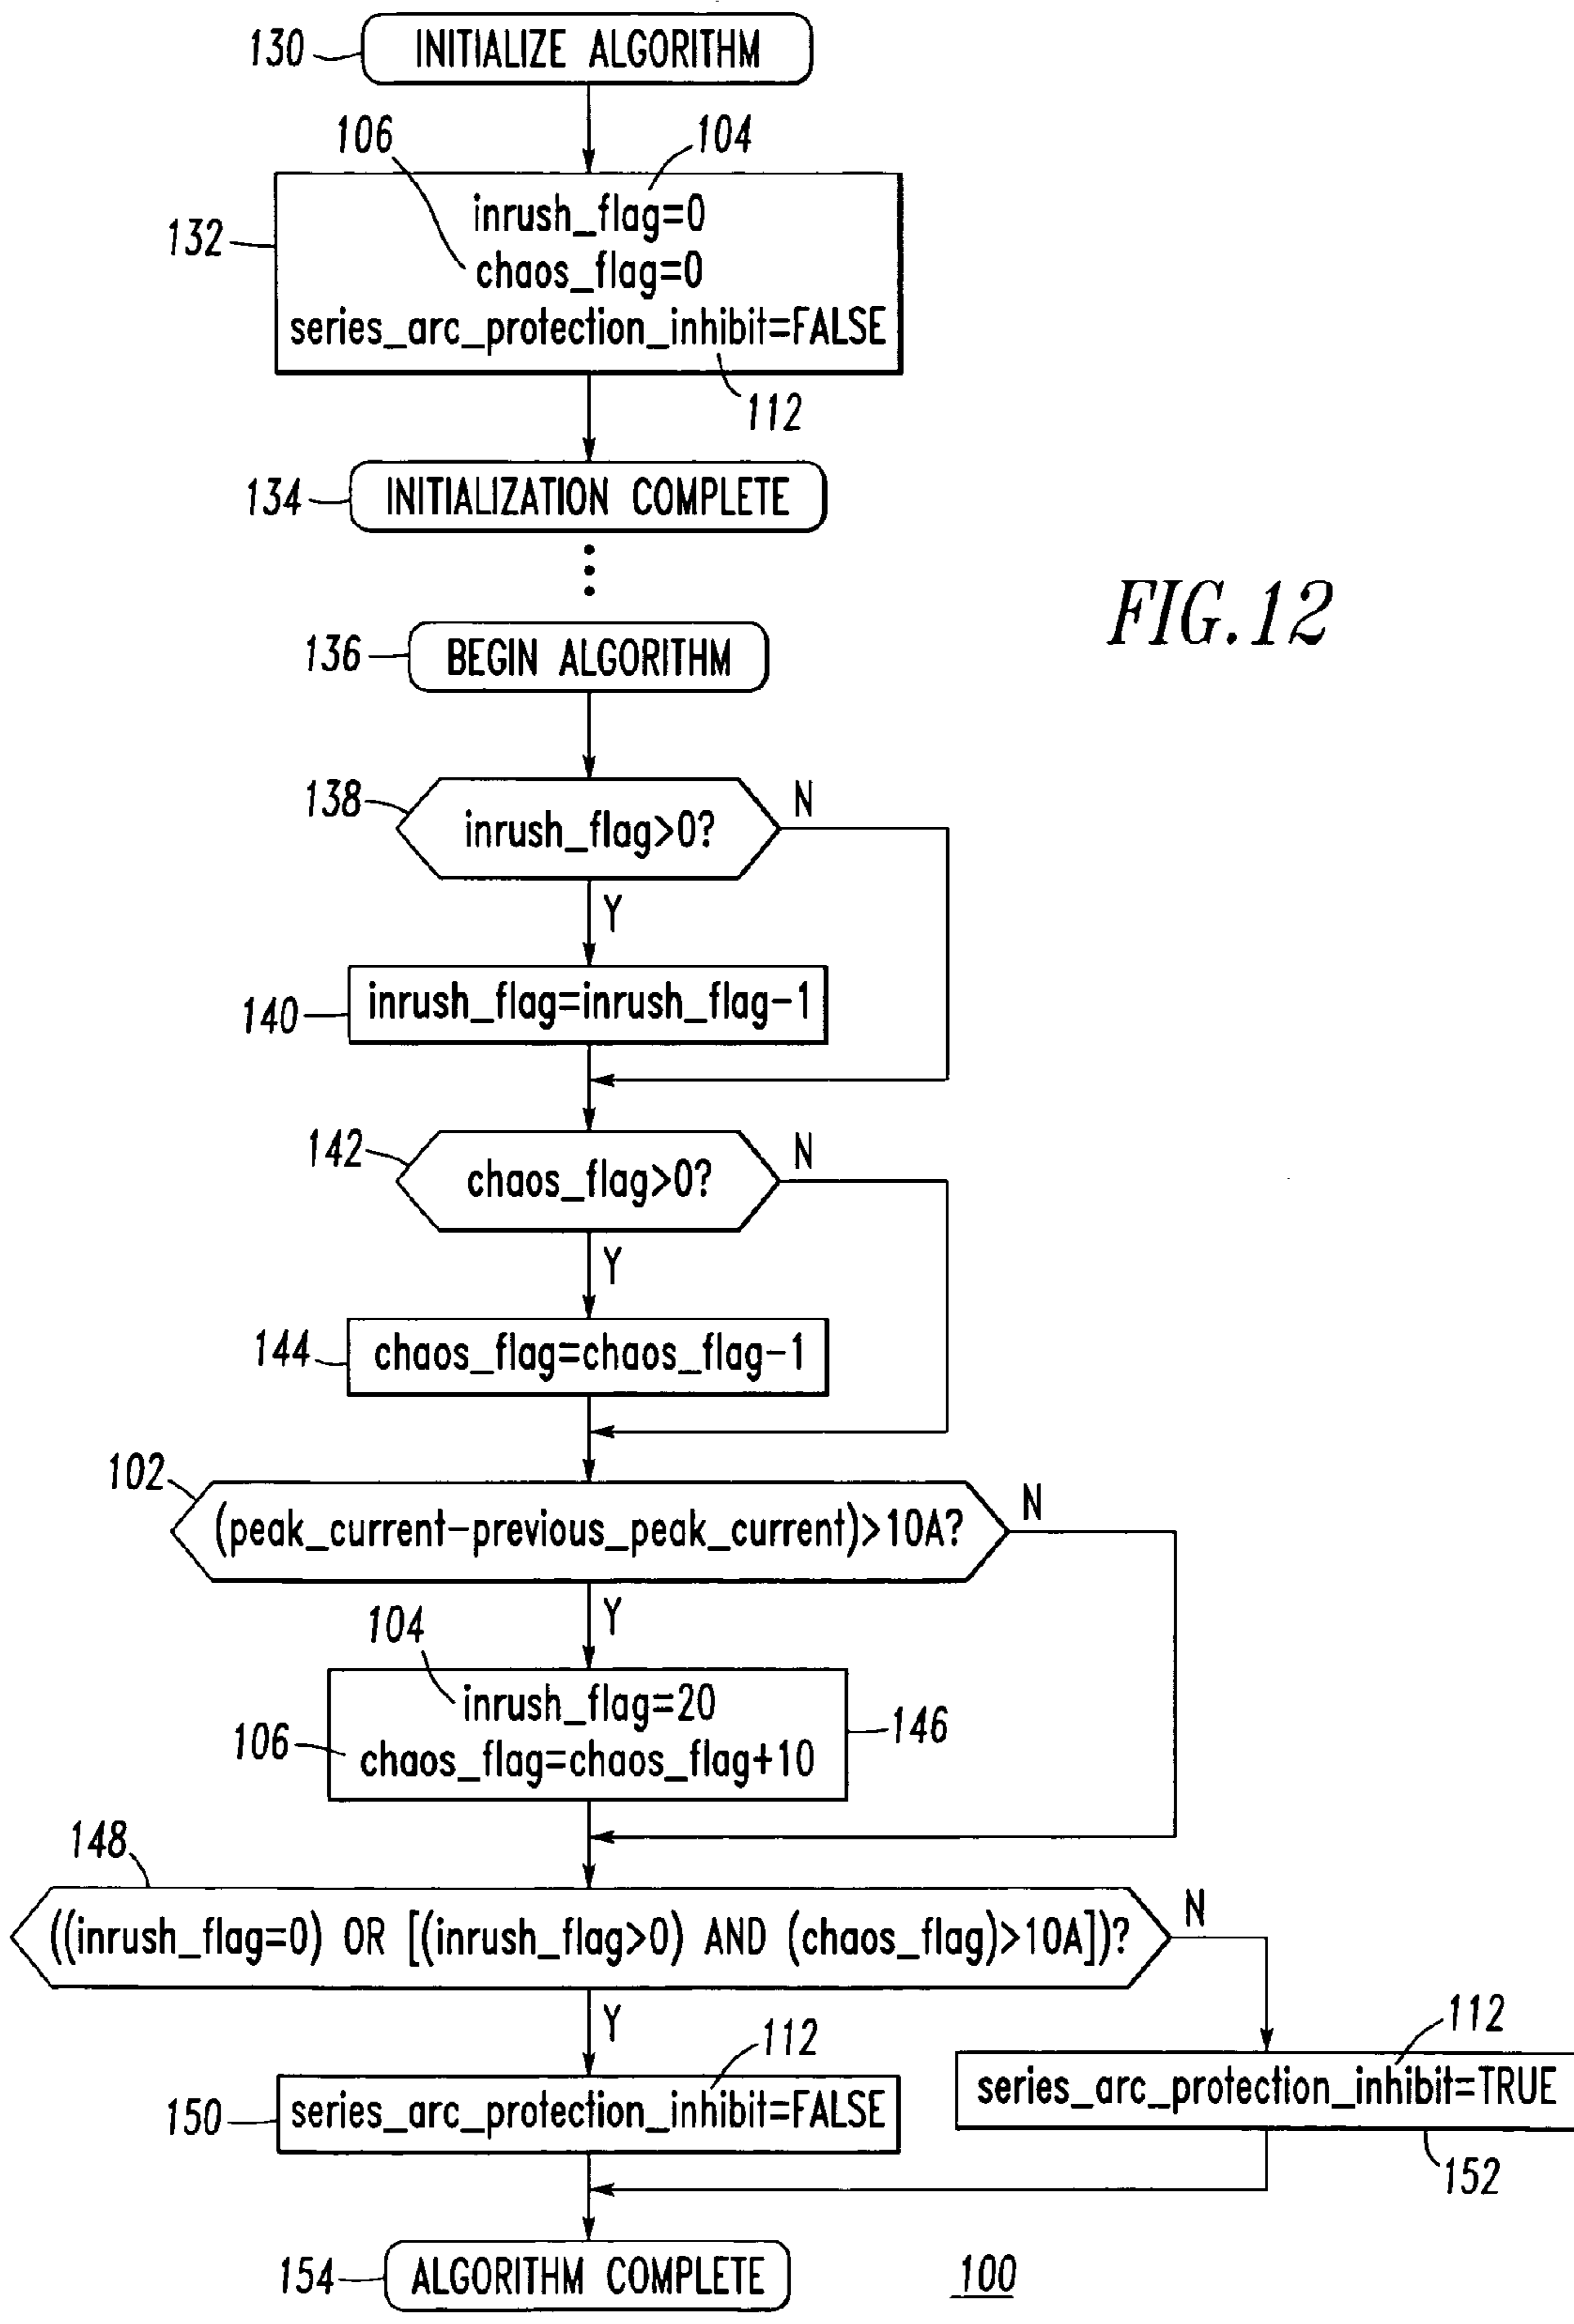 130
INITIALIZE ALGORITHM
106
104
132
inrush_flag=0
chaos_flag=0
series_arc_protection_inhibit=FALSE
112
134
INITIALIZATION COMPLETE
FIG.12
136
BEGIN ALGORITHM
138
inrush_flag>0?
N
Y
140
inrush_flag=inrush_flag-1
142
chaos_flag>0?
N
Y
144
chaos_flag=chaos_flag-1
102
(peak_current-previous_peak_current)>10A?
N
Y
104
inrush_flag=20
106
chaos_flag=chaos_flag+10
146
148
((inrush_flag=0) OR [(inrush_flag>0) AND (chaos_flag)>10A])?
N
Y
112
150
series_arc_protection_inhibit=FALSE
112
series_arc_protection_inhibit=TRUE
152
154
ALGORITHM COMPLETE
100